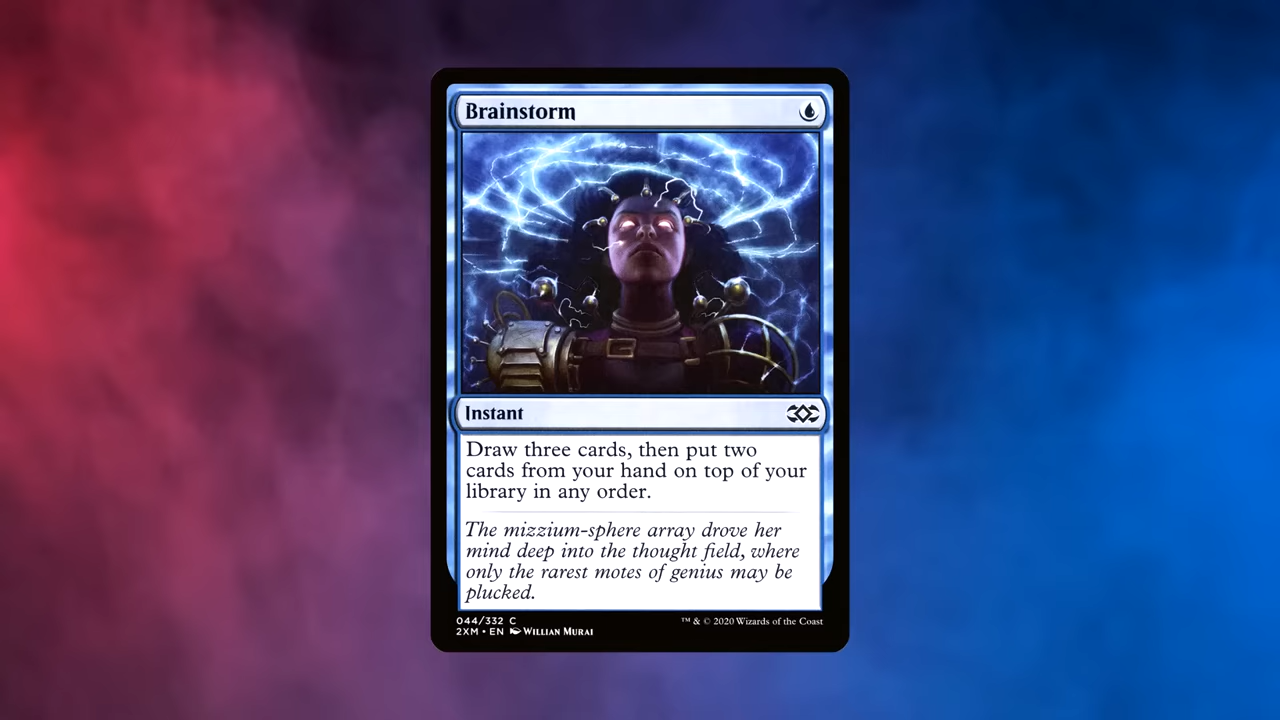 Brainstorm
Instant
Draw three cards, then put two
cards from your hand on top of your
library in any order.
The mizzium-sphere array drove her
mind deep into the thought field, where
only the rarest motes of genius may be
plucked.
044/332 C
2XM • EN Willian Murai
™ & © 2020 Wizards of the Coast